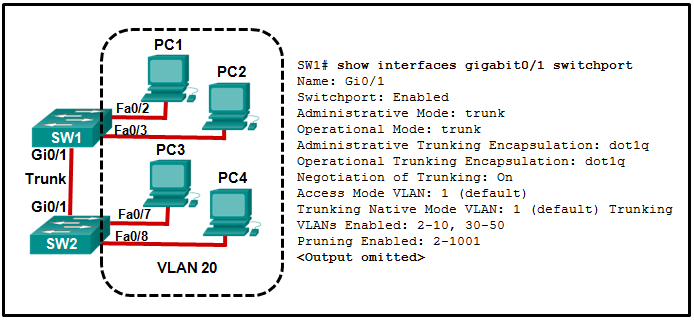 PC1
PC2
Fa0/2
Fa0/3
SW1
Gi0/1
Trunk
PC3
PC4
Gi0/1
Fa0/7
Fa0/8
SW2
VLAN 20
SW1# show interfaces gigabit0/1 switchport
Name: Gi0/1
Switchport: Enabled
Administrative Mode: trunk
Operational Mode: trunk
Administrative Trunking Encapsulation: dot1q
Operational Trunking Encapsulation: dot1q
Negotiation of Trunking: On
Access Mode VLAN: 1 (default)
Trunking Native Mode VLAN: 1 (default) Trunking
VLANs Enabled: 2-10, 30-50
Pruning Enabled: 2-1001
<Output omitted>